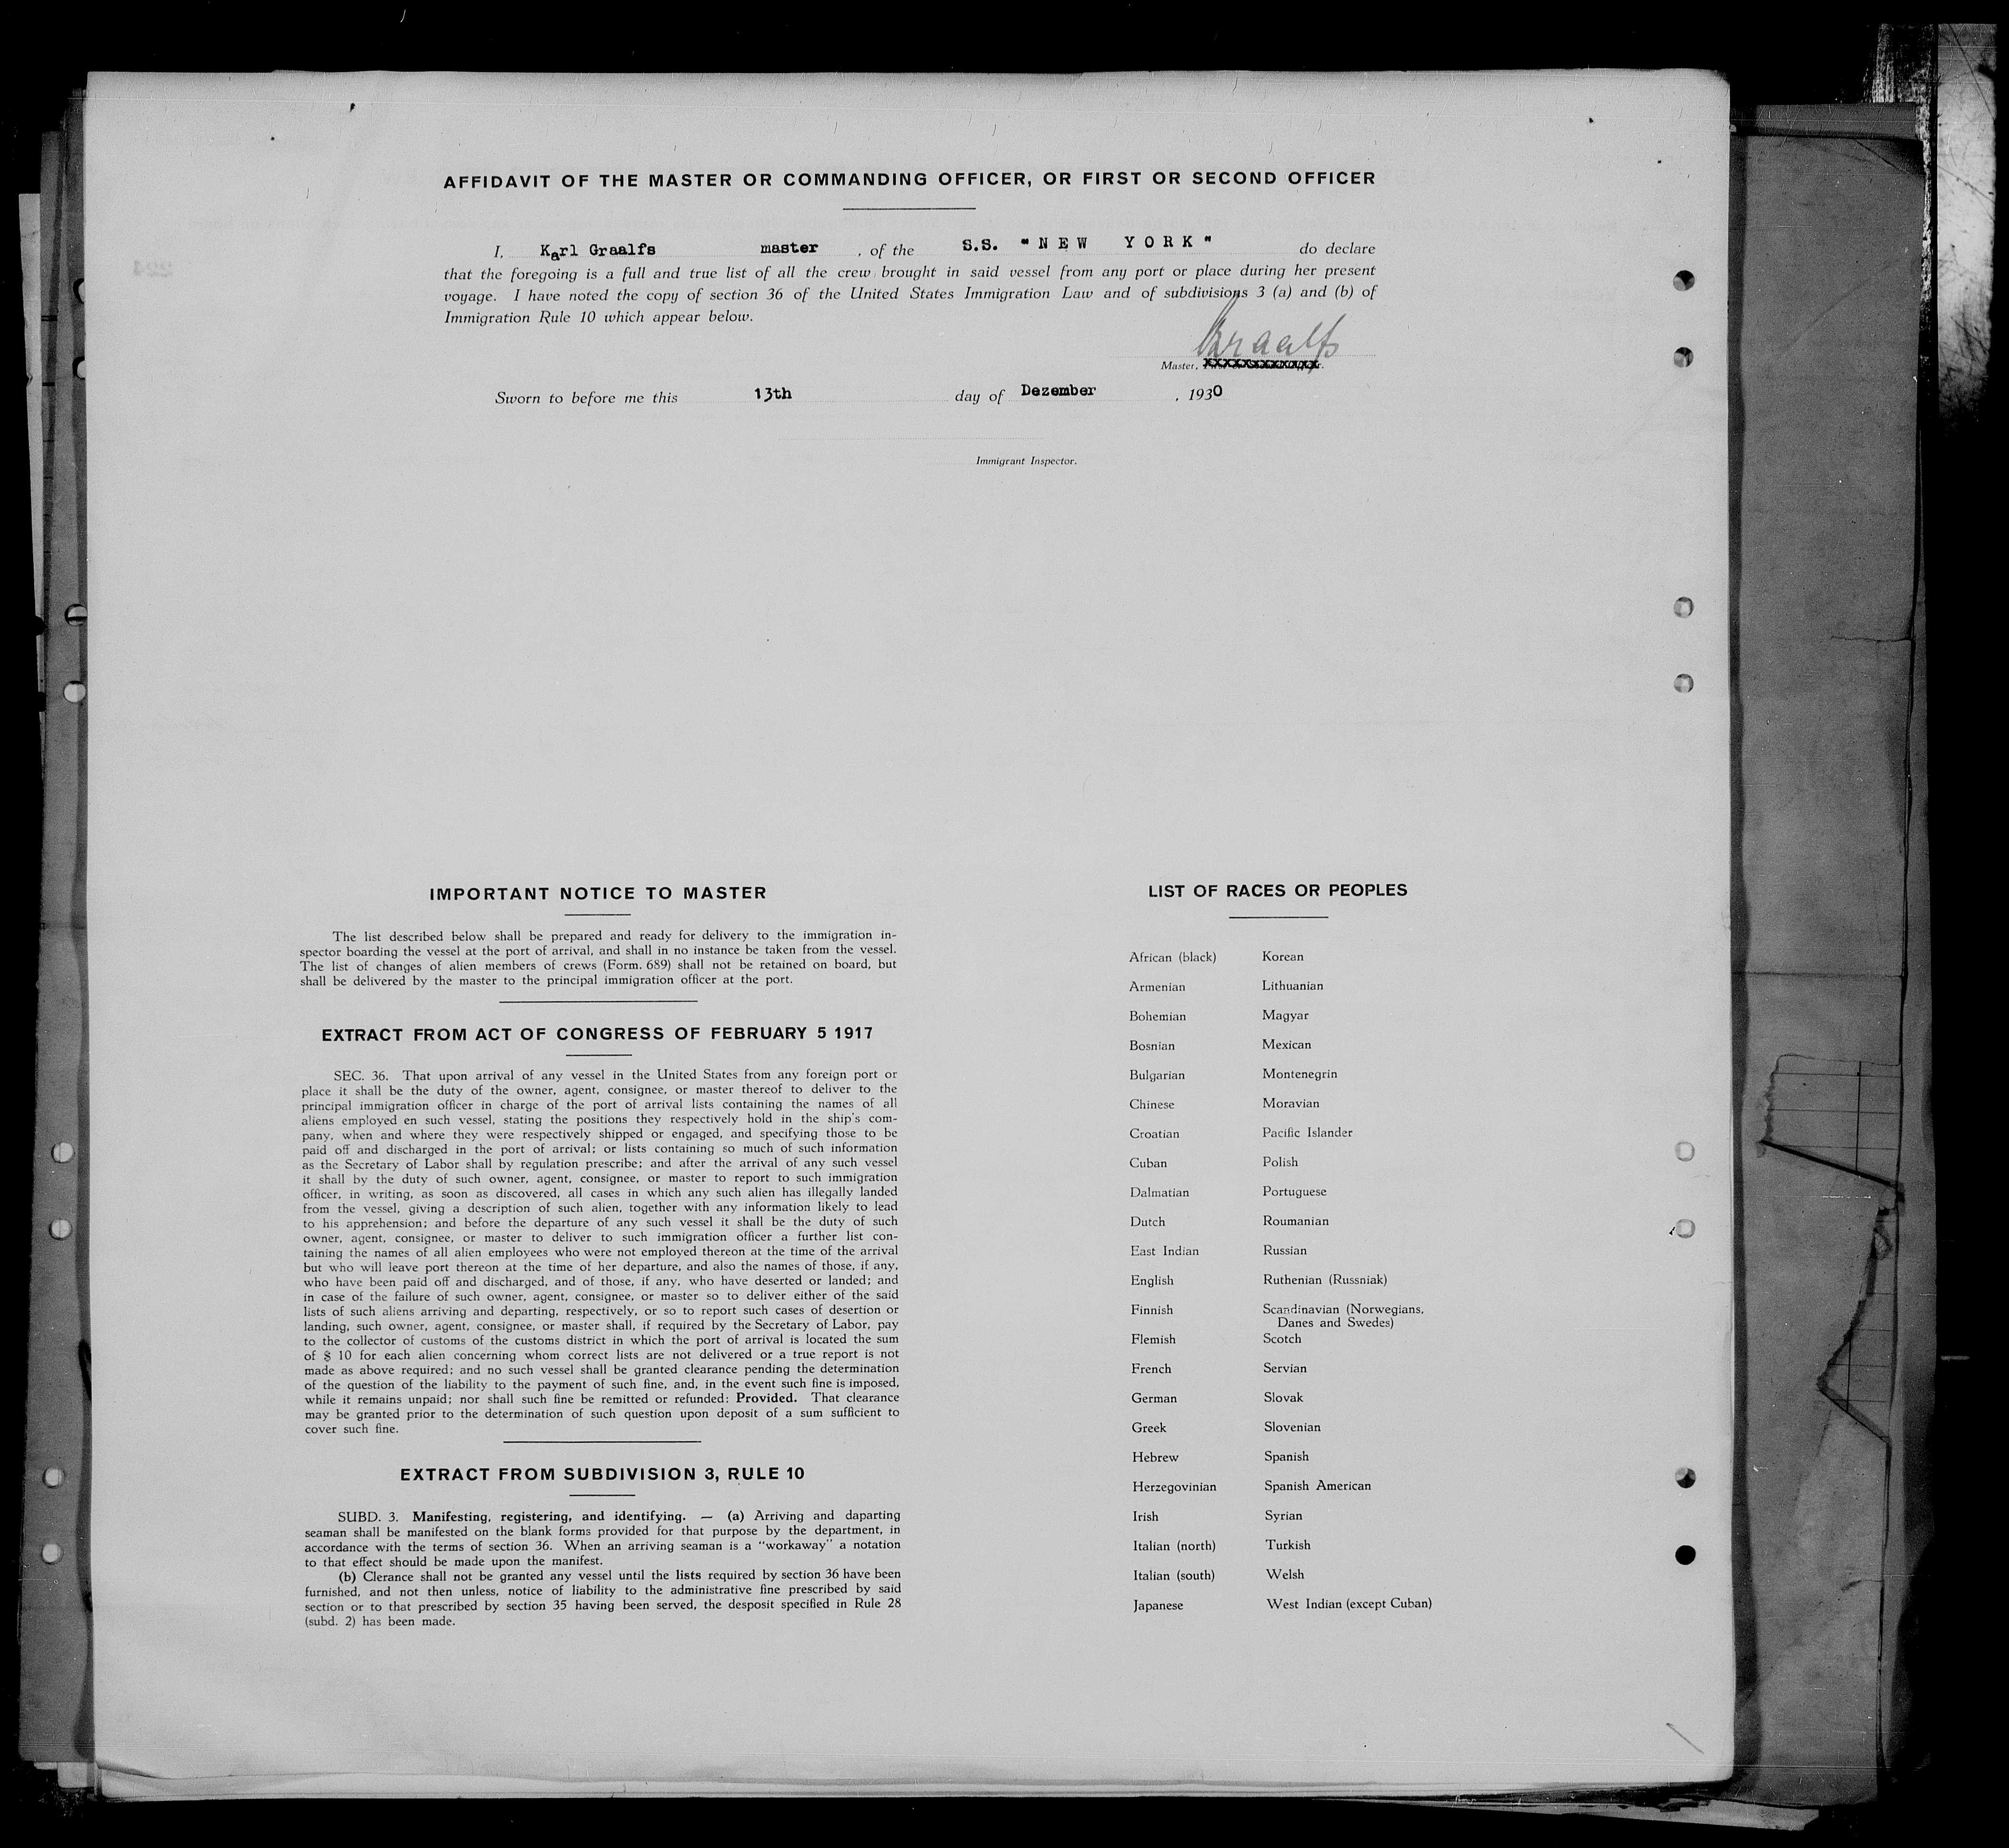 AFFIDAVIT OF THE MASTER OR COMMANDING OFFICER, OR FIRST OR SECOND OFFICER
I, Karl Graalfs master , of the S.S. "NEW YORK" do declare
that the foregoing is a full and true list of all the crew brought in said vessel from any port or place during her present
voyage. I have noted the copy of section 36 of the United States Immigration Law and of subdivisions 3 (a) and (b) of
Immigration Rule 10 which appear below.
Graalfs
Master,
Sworn to before me this 13th day of Dezember , 1930
Immigrant Inspector.
IMPORTANT NOTICE TO MASTER
The list described below shall be prepared and ready for delivery to the immigration in-
spector boarding the vessel at the port of arrival, and shall in no instance be taken from the vessel.
The list of changes of alien members of crews (Form. 689) shall not be retained on board, but
shall be delivered by the master to the principal immigration officer at the port.
EXTRACT FROM ACT OF CONGRESS OF FEBRUARY 5 1917
SEC. 36. That upon arrival of any vessel in the United States from any foreign port or
place it shall be the duty of the owner, agent, consignee, or master thereof to deliver to the
principal immigration officer in charge of the port of arrival lists containing the names of all
aliens employed en such vessel, stating the positions they respectively hold in the ship's com-
pany, when and where they were respectively shipped or engaged, and specifying those to be
paid off and discharged in the port of arrival; or lists containing so much of such information
as the Secretary of Labor shall by regulation prescribe; and after the arrival of any such vessel
it shall by the duty of such owner, agent, consignee, or master to report to such immigration
officer, in writing, as soon as discovered, all cases in which any such alien has illegally landed
from the vessel, giving a description of such alien, together with any information likely to lead
to his apprehension; and before the departure of any such vessel it shall be the duty of such
owner, agent, consignee, or master to deliver to such immigration officer a further list con-
taining the names of all alien employees who were not employed thereon at the time of the arrival
but who will leave port thereon at the time of her departure, and also the names of those, if any,
who have been paid off and discharged, and of those, if any, who have deserted or landed; and
in case of the failure of such owner, agent, consignee, or master so to deliver either of the said
lists of such aliens arriving and departing, respectively, or so to report such cases of desertion or
landing, such owner, agent, consignee, or master shall, if required by the Secretary of Labor, pay
to the collector of customs of the customs district in which the port of arrival is located the sum
of $ 10 for each alien concerning whom correct lists are not delivered or a true report is not
made as above required; and no such vessel shall be granted clearance pending the determination
of the question of the liability to the payment of such fine, and, in the event such fine is imposed,
while it remains unpaid; nor shall such fine be remitted or refunded: Provided. That clearance
may be granted prior to the determination of such question upon deposit of a sum sufficient to
cover such fine.
EXTRACT FROM SUBDIVISION 3, RULE 10
SUBD. 3. Manifesting, registering, and identifying. — (a) Arriving and daparting
seaman shall be manifested on the blank forms provided for that purpose by the department, in
accordance with the terms of section 36. When an arriving seaman is a "workaway" a notation
to that effect should be made upon the manifest.
(b) Clerance shall not be granted any vessel until the lists required by section 36 have been
furnished, and not then unless, notice of liability to the administrative fine prescribed by said
section or to that prescribed by section 35 having been served, the desposit specified in Rule 28
(subd. 2) has been made.
LIST OF RACES OR PEOPLES
African (black) Korean
Armenian Lithuanian
Bohemian Magyar
Bosnian Mexican
Bulgarian Montenegrin
Chinese Moravian
Croatian Pacific Islander
Cuban Polish
Dalmatian Portuguese
Dutch Roumanian
East Indian Russian
English Ruthenian (Russniak)
Finnish Scandinavian (Norwegians,
Danes and Swedes)
Flemish Scotch
French Servian
German Slovak
Greek Slovenian
Hebrew Spanish
Herzegovinian Spanish American
Irish Syrian
Italian (north) Turkish
Italian (south) Welsh
Japanese West Indian (except Cuban)